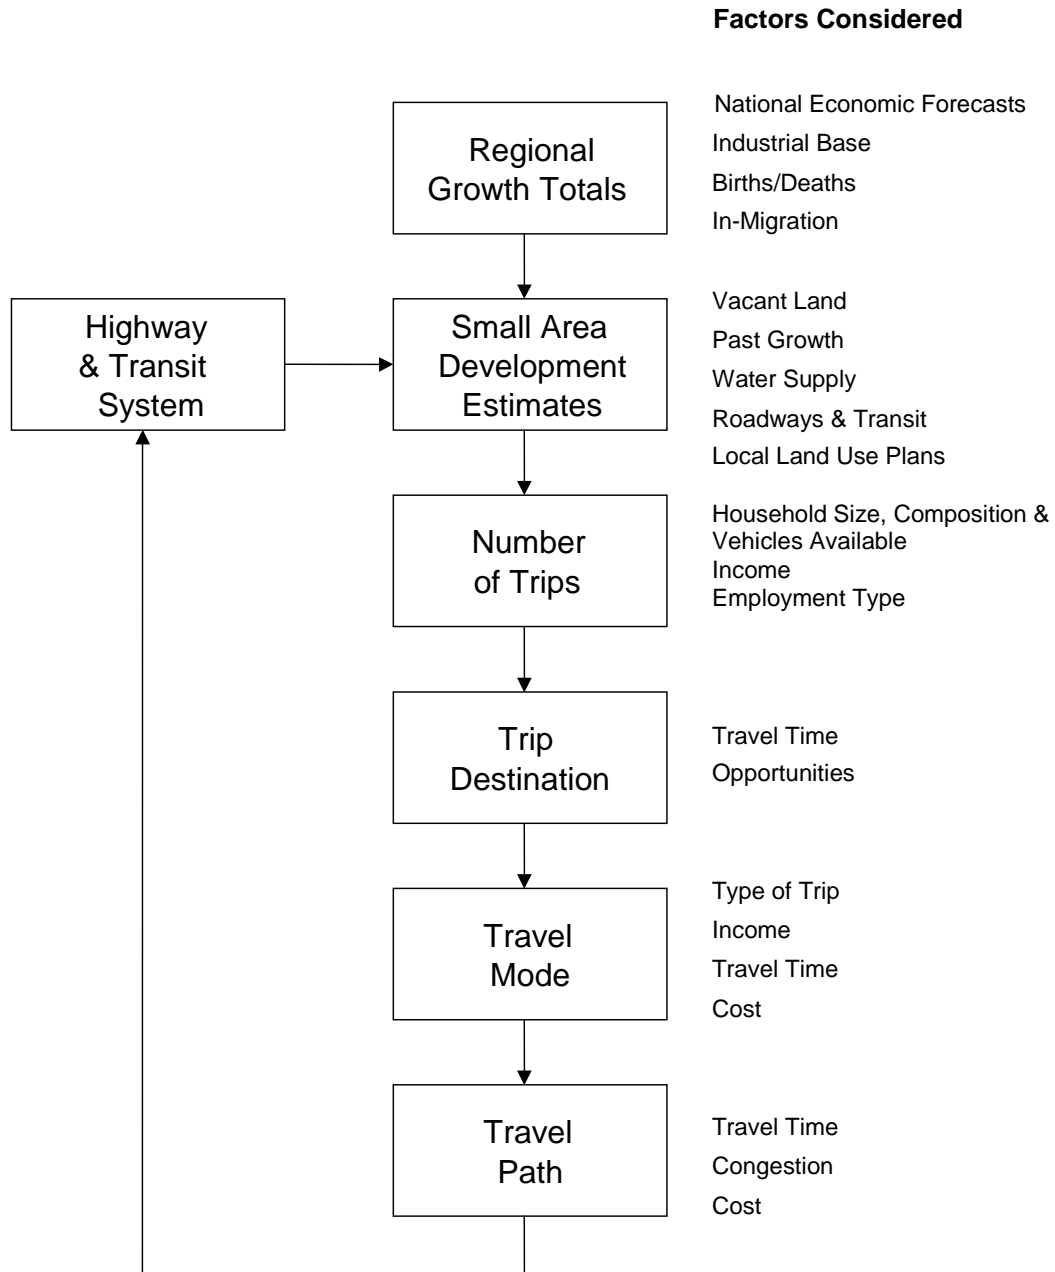 Factors Considered
Regional
Growth Totals
National Economic Forecasts
Industrial Base
Births/Deaths
In-Migration
Highway
& Transit
System
Small Area
Development
Estimates
Vacant Land
Past Growth
Water Supply
Roadways & Transit
Local Land Use Plans
Number
of Trips
Household Size, Composition &
Vehicles Available
Income
Employment Type
Trip
Destination
Travel Time
Opportunities
Travel
Mode
Type of Trip
Income
Travel Time
Cost
Travel
Path
Travel Time
Congestion
Cost